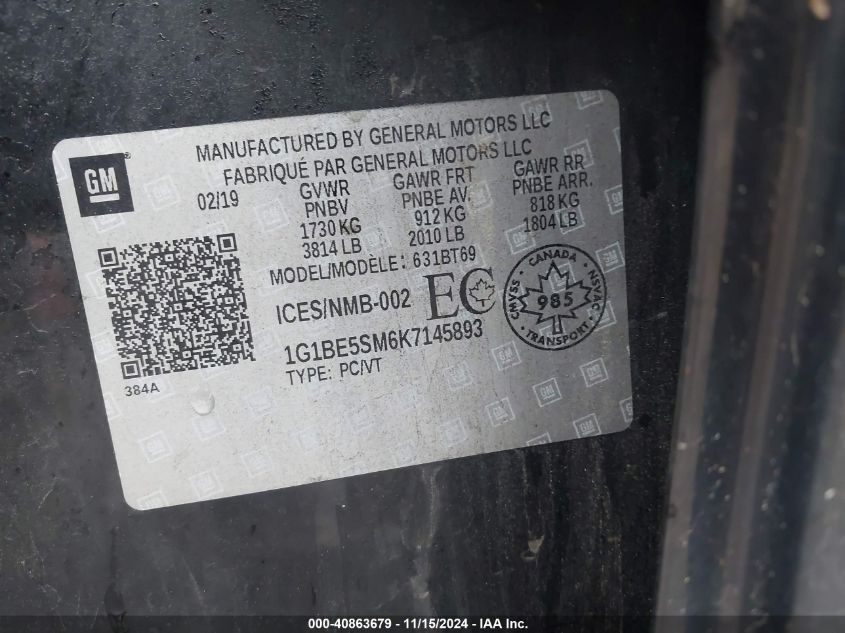 MANUFACTURED BY GENERAL MOTORS LLC
FABRIQUÉ PAR GENERAL MOTORS LLC
GM
02/19
GVWR
PNBV
1730 KG
3814 LB
GAWR FRT
PNBE AV.
912 KG
2010 LB
GAWR RR
PNBE ARR.
818 KG
1804 LB
MODEL/MODÈLE: 631BT69
ICES/NMB-002 EC
CANADA
CMVSS 985 NSVAC
TRANSPORT
1G1BE5SM6K7145893
TYPE: PC/VT
384A
000-40863679 - 11/15/2024 - IAA Inc.